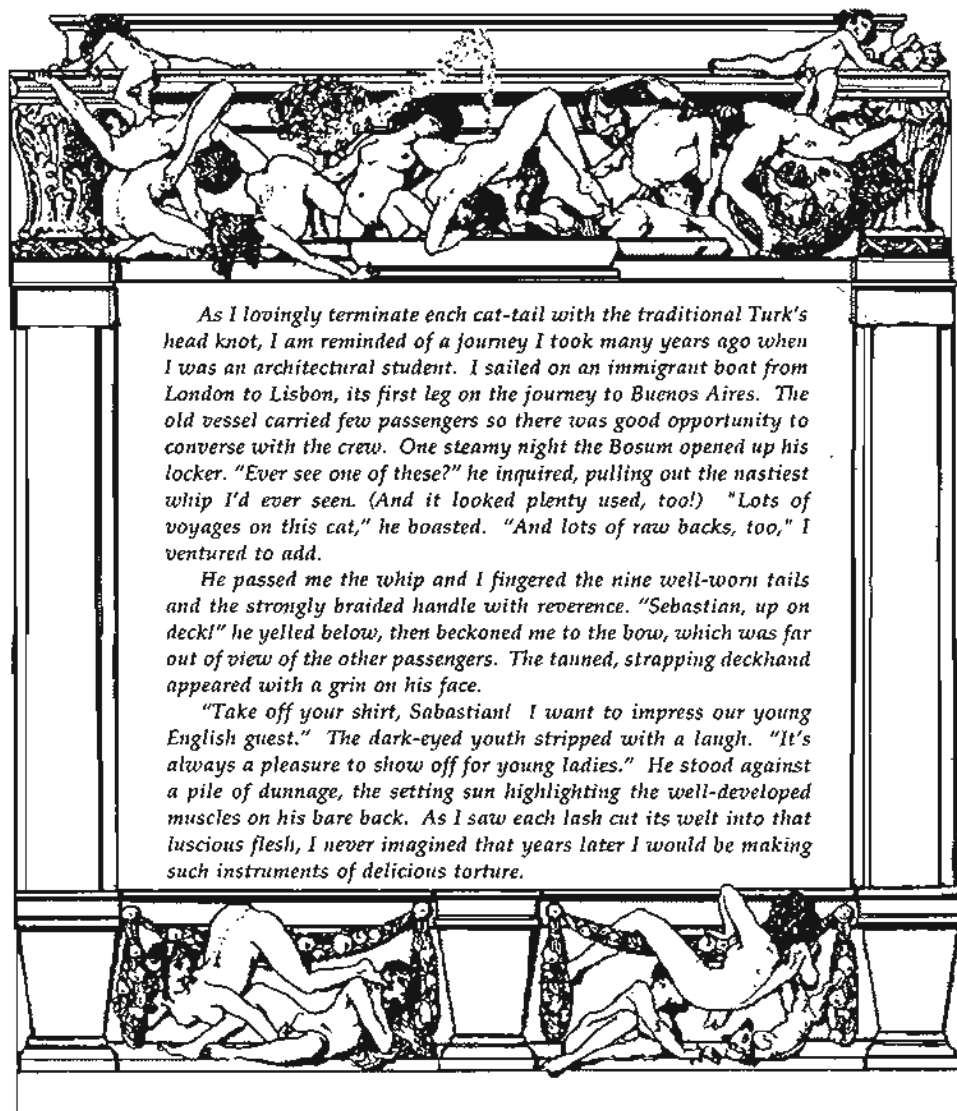 As I lovingly terminate each cat-tail with the traditional Turk's
head knot, I am reminded of a journey I took many years ago when
I was an architectural student. I sailed on an immigrant boat from
London to Lisbon, its first leg on the journey to Buenos Aires. The
old vessel carried few passengers so there was good opportunity to
converse with the crew. One steamy night the Bosum opened up his
locker. "Ever see one of these?" he inquired, pulling out the nastiest
whip I'd ever seen. (And it looked plenty used, too!) "Lots of
voyages on this cat," he boasted. "And lots of raw backs, too," I
ventured to add.
He passed me the whip and I fingered the nine well-worn tails
and the strongly braided handle with reverence. "Sebastian, up on
deck!" he yelled below, then beckoned me to the bow, which was far
out of view of the other passengers. The tanned, strapping deckhand
appeared with a grin on his face.
"Take off your shirt, Sabastian! I want to impress our young
English guest." The dark-eyed youth stripped with a laugh. "It's
always a pleasure to show off for young ladies." He stood against
a pile of dunnage, the setting sun highlighting the well-developed
muscles on his bare back. As I saw each lash cut its welt into that
luscious flesh, I never imagined that years later I would be making
such instruments of delicious torture.